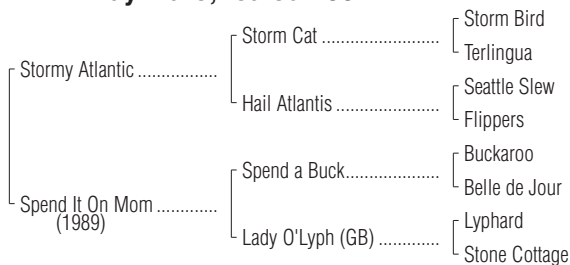 Storm Bird
Storm Cat ........................
Terlingua
Stormy Atlantic ................
Seattle Slew
Hail Atlantis .....................
Flippers
Buckaroo
Spend a Buck...................
Belle de Jour
Spend It On Mom .............
(1989)
Lyphard
Lady O'Lyph (GB) .............
Stone Cottage